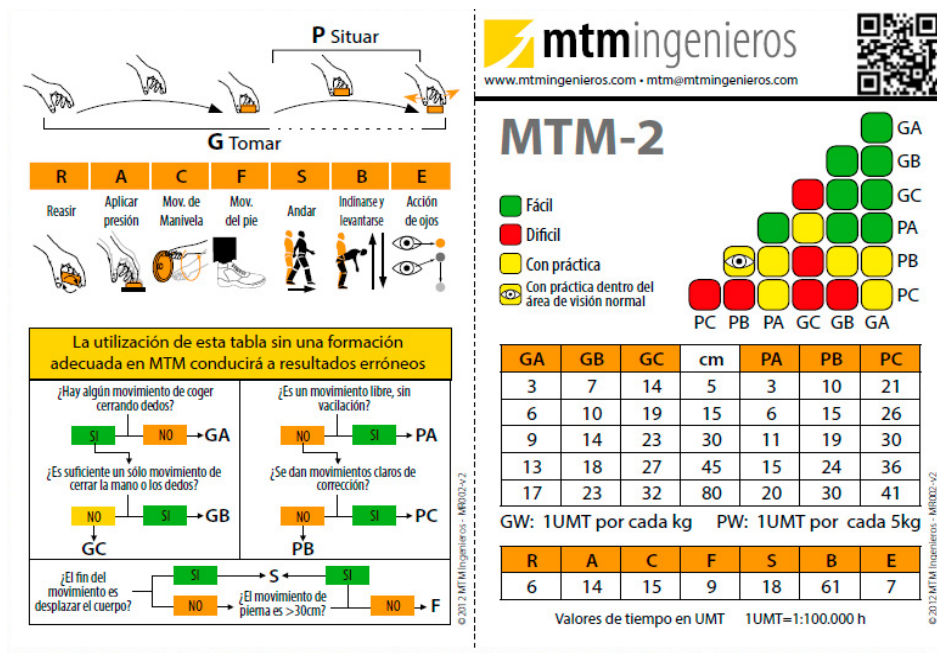 P Situar
G Tomar
R A C F S B E
Reasir
Aplicar
presión
Mov. de
Manivela
Mov.
del pie
Andar
Indinarse y
levantarse
Acción
de ojos
La utilización de esta tabla sin una formación
adecuada en MTM conducirá a resultados erróneos
¿Hay algún movimiento de coger
cerrando dedos?
SI NO GA
¿Es suficiente un sólo movimiento de
cerrar la mano o los dedos?
NO SI GB
GC
¿Es un movimiento libre, sin
vacilación?
NO SI PA
¿Se dan movimientos claros de
corrección?
NO SI PC
PB
¿El fin del
movimiento es
desplazar el cuerpo?
SI S SI
NO ¿El movimiento de
pierna es >30cm?
NO F
©2012 MTM Ingenieros - MR002-v2
mtmingenieros
www.mtmingenieros.com • mtm@mtmingenieros.com
MTM-2
Fácil
Dificil
Con práctica
Con práctica dentro del
área de visión normal
GA
GB
GC
PA
PB
PC
PC PB PA GC GB GA
GA GB GC cm PA PB PC
3 7 14 5 3 10 21
6 10 19 15 6 15 26
9 14 23 30 11 19 30
13 18 27 45 15 24 36
17 23 32 80 20 30 41
GW: 1UMT por cada kg PW: 1UMT por cada 5kg
R A C F S B E
6 14 15 9 18 61 7
Valores de tiempo en UMT 1UMT=1:100.000 h
©2012 MTM Ingenieros - MR002-v2